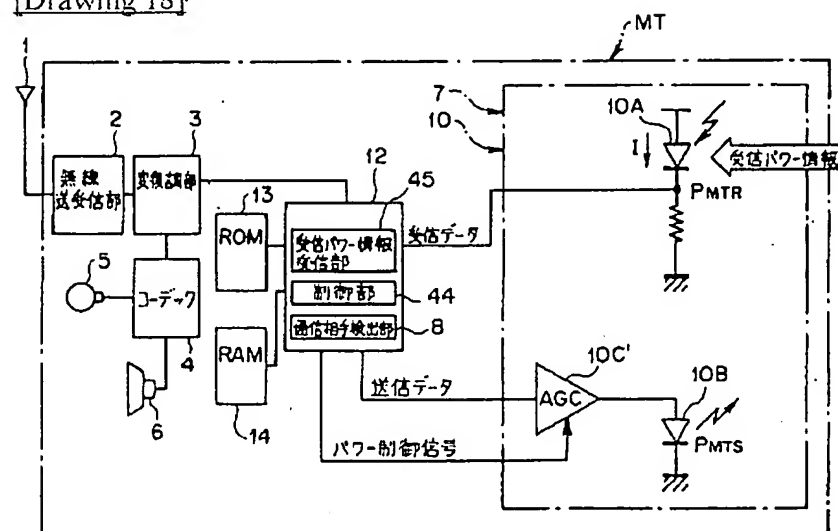 [Drawing 18]
MT
1
2
3
無線
送受信部
変復調部
5
コーデック
4
6
13
ROM
RAM
14
12
45
受信パワー情報
受信部
制御部
44
通信相手検出部
8
受信データ
送信データ
パワー制御信号
7
10
10A
I
PMTR
受信パワー情報
10C'
AGC
10B
PMTS